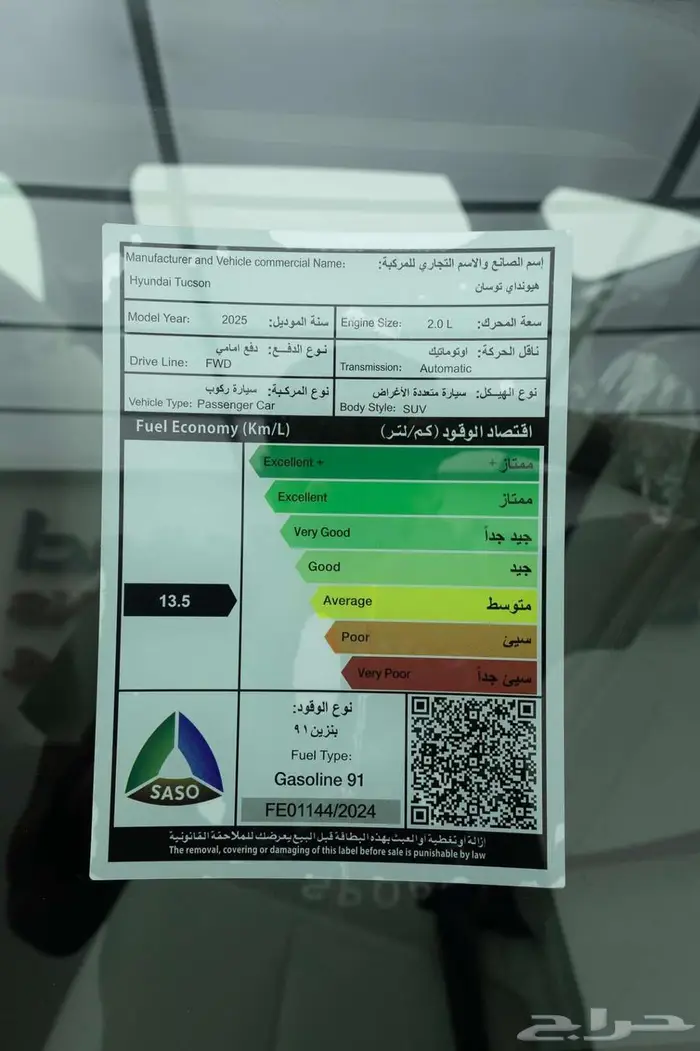 Manufacturer and Vehicle commercial Name: إسم الصانع والاسم التجاري للمركبة:
Hyundai Tucson هيونداي توسان
Model Year: 2025 سنة الموديل: Engine Size: 2.0 L سعة المحرك:
نوع الدفـع: دفع امامي ناقل الحركة: اوتوماتيك
Drive Line: FWD Transmission: Automatic
نوع المركبة: سيارة ركوب نوع الهيـكل: سيارة متعددة الأغراض
Vehicle Type: Passenger Car Body Style: SUV
Fuel Economy (Km/L) اقتصاد الوقود (كم/لتر)
Excellent + ممتاز +
Excellent ممتاز
Very Good جيد جداً
Good جيد
13.5 Average متوسط
Poor سيئ
Very Poor سيئ جداً
نوع الوقود:
بنزين ٩١
Fuel Type:
Gasoline 91
SASO
FE01144/2024
إزالة أو تغطية أو العبث بهذه البطاقة قبل البيع يعرضك للملاحقة القانونية
The removal, covering or damaging of this label before sale is punishable by law
حراج